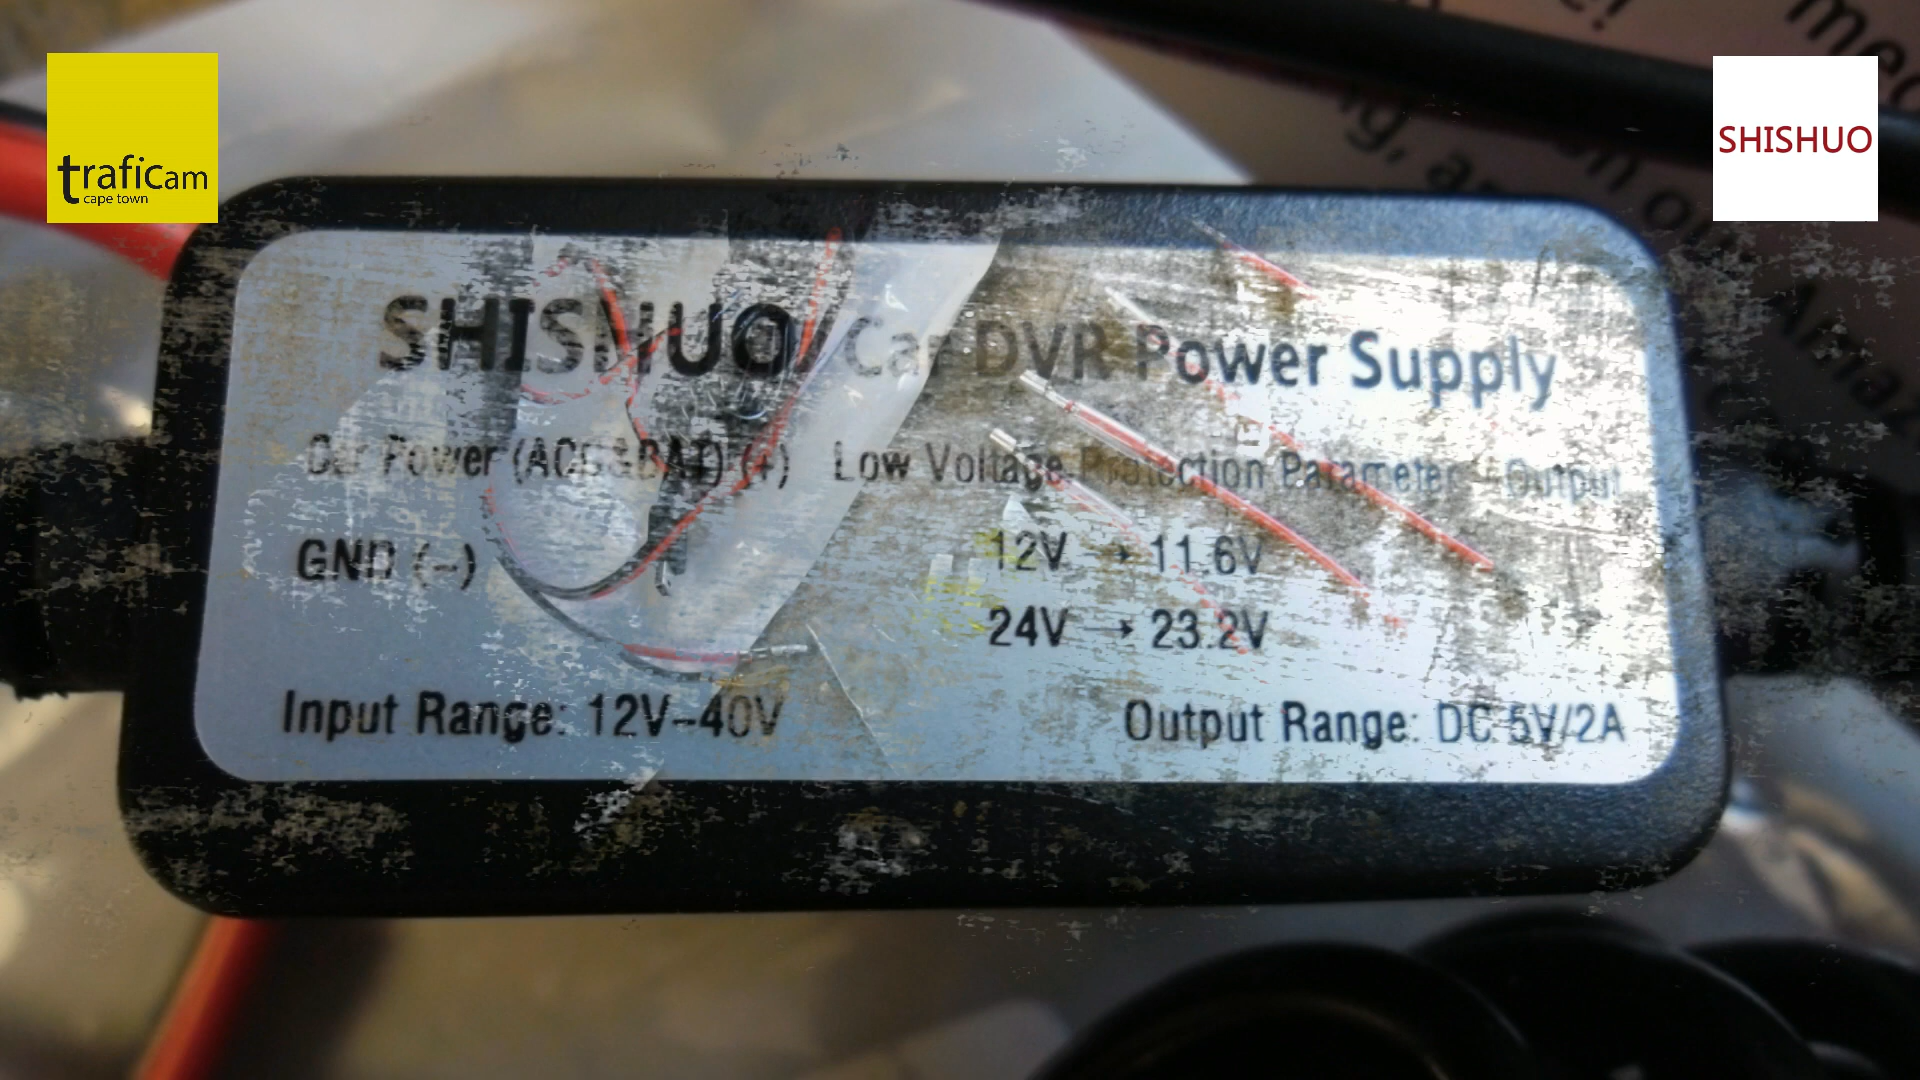 traficam
cape town
SHISHUO
SHISHUO Car DVR Power Supply
Car Power (ACC&BAT) (+) Low Voltage Protection Parameter Output
GND (-)
12V → 11.6V
24V → 23.2V
Input Range: 12V-40V
Output Range: DC 5V/2A